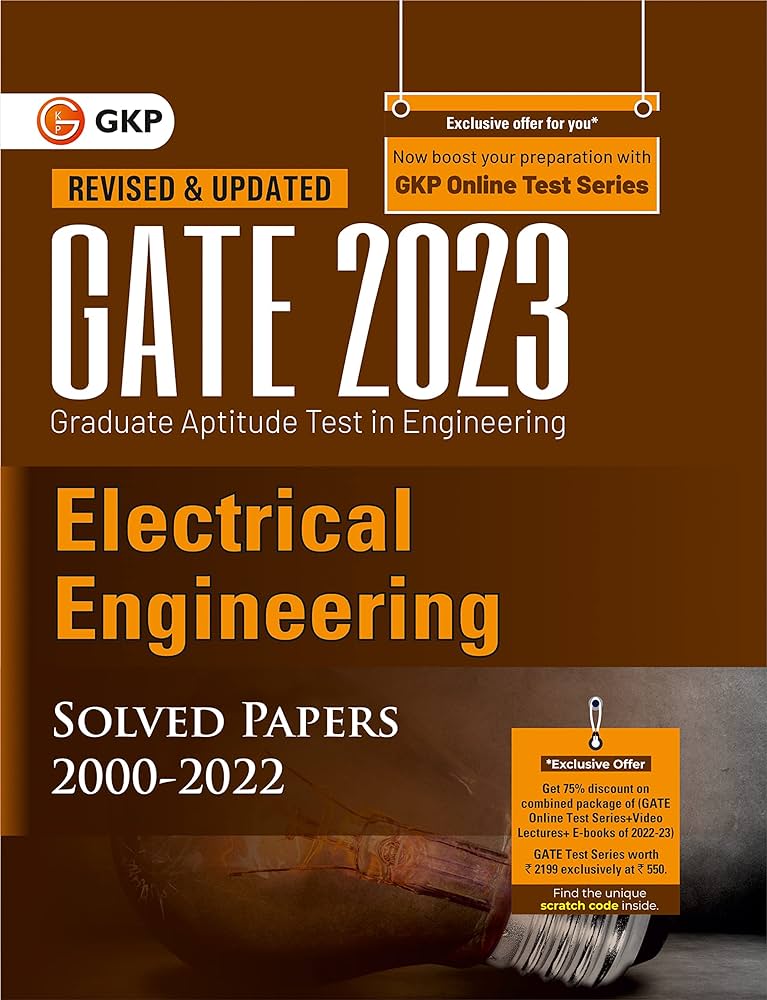 GKP
Exclusive offer for you*
Now boost your preparation with
GKP Online Test Series
REVISED & UPDATED
GATE 2023
Graduate Aptitude Test in Engineering
Electrical
Engineering
SOLVED PAPERS
2000-2022
*Exclusive Offer
Get 75% discount on
combined package of (GATE
Online Test Series+Video
Lectures+ E-books of 2022-23)
GATE Test Series worth
₹ 2199 exclusively at ₹ 550.
Find the unique
scratch code inside.